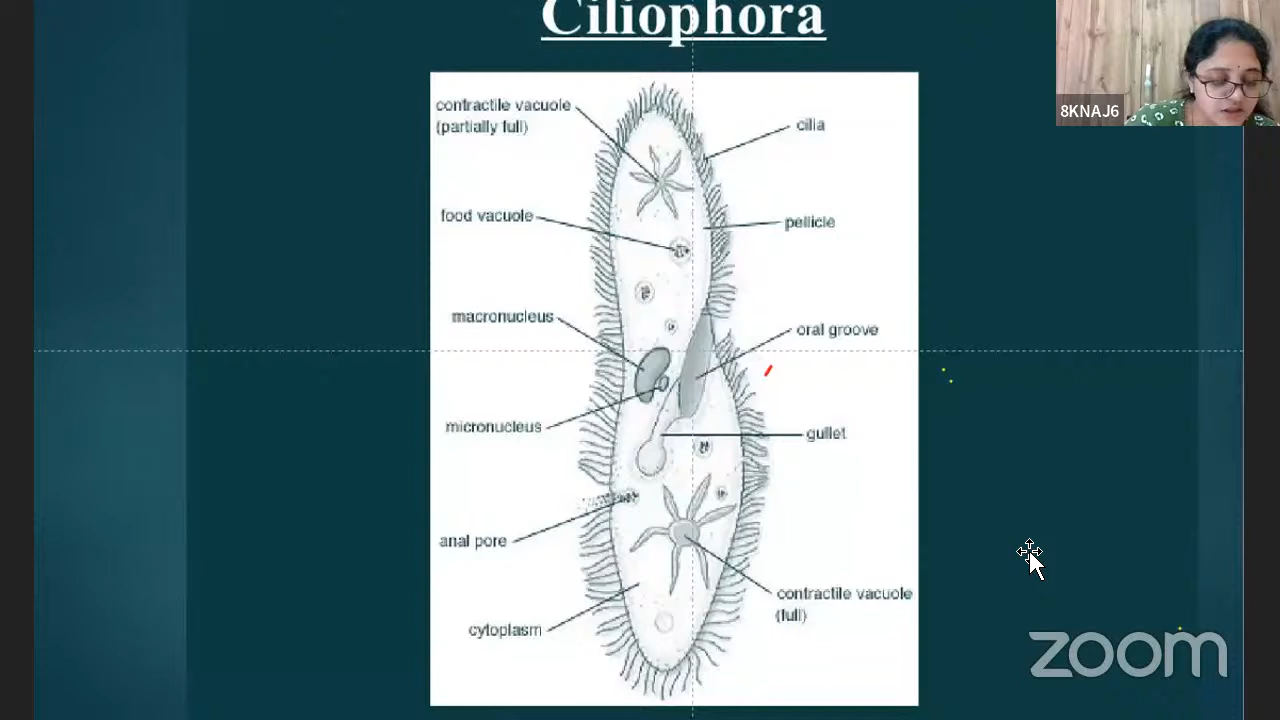 Ciliophora
8KNAJ6
contractile vacuole
(partially full)
cilia
food vacuole
pellicle
macronucleus
oral groove
micronucleus
gullet
anal pore
contractile vacuole
(full)
cytoplasm
zoom